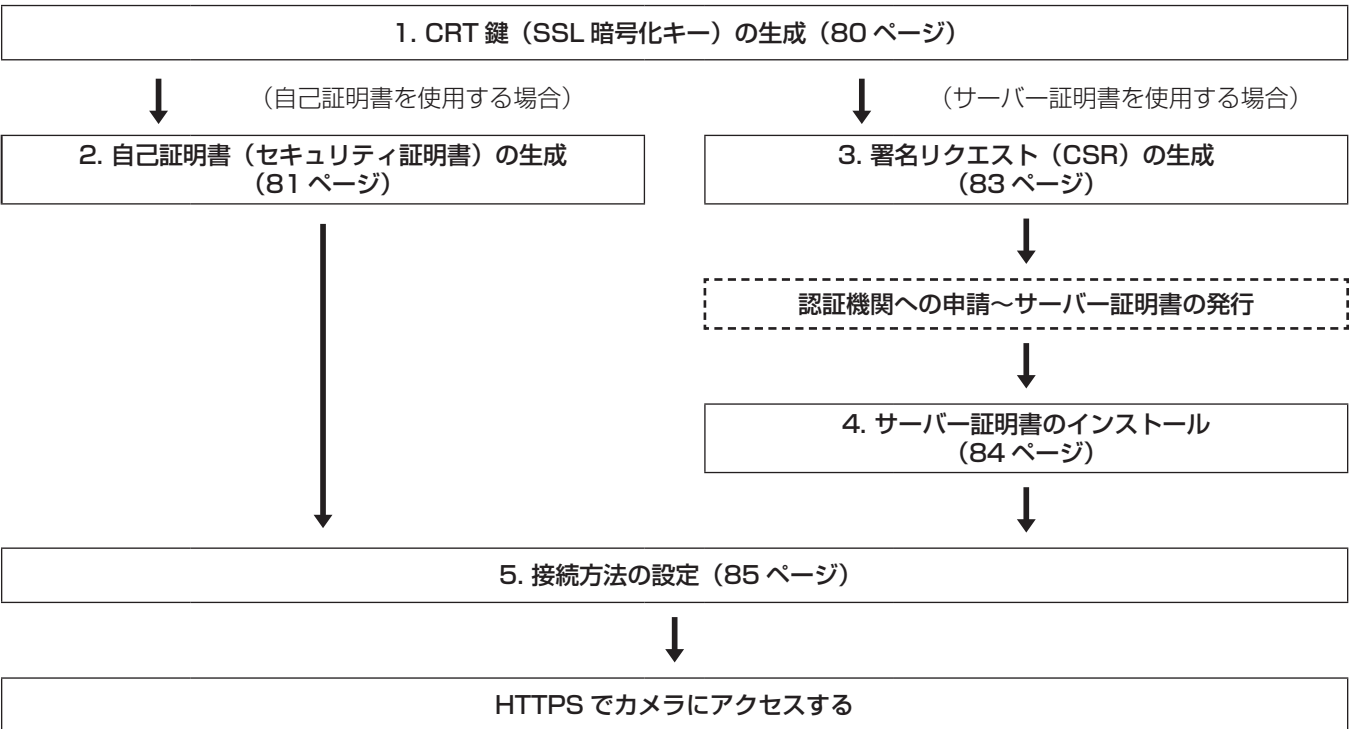 1. CRT 鍵（SSL 暗号化キー）の生成（80 ページ）
（自己証明書を使用する場合）
（サーバー証明書を使用する場合）
2. 自己証明書（セキュリティ証明書）の生成
（81 ページ）
3. 署名リクエスト（CSR）の生成
（83 ページ）
認証機関への申請～サーバー証明書の発行
4. サーバー証明書のインストール
（84 ページ）
5. 接続方法の設定（85 ページ）
HTTPS でカメラにアクセスする